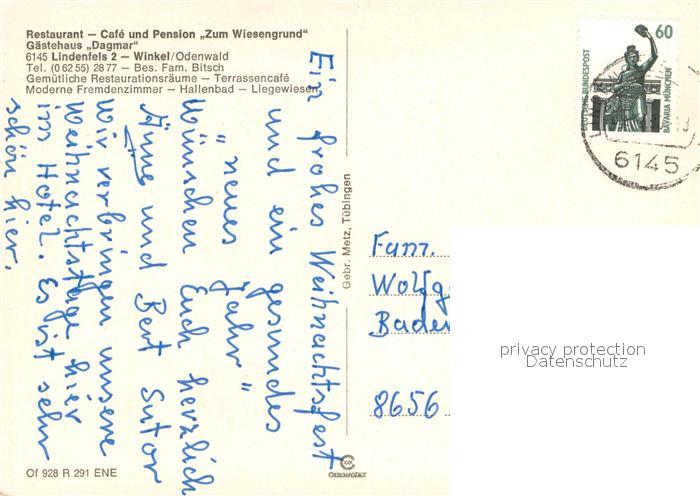 Restaurant – Café und Pension „Zum Wiesengrund“
Gästehaus „Dagmar“
6145 Lindenfels 2 – Winkel/Odenwald
Tel. (0 62 55) 28 77 – Bes. Fam. Bitsch
Gemütliche Restaurationsräume – Terrassencafé
Moderne Fremdenzimmer – Hallenbad – Liegewiesen
Ein frohes Weihnachtsfest
und ein gesundes
"neues Jahr"
Wünschen Euch herzlich
Änne und Bert Sutor
Wir verbringen unsere
Weihnachtstage hier
im Hotel. Es ist sehr
schön hier.
Of 928 R 291 ENE
Gebr. Metz, Tübingen
CHROMOLUX
60
DEUTSCHE BUNDESPOST
BAVARIA MÜNCHEN
6145
Fam.
Wolfg
Baden
8656
privacy protection
Datenschutz